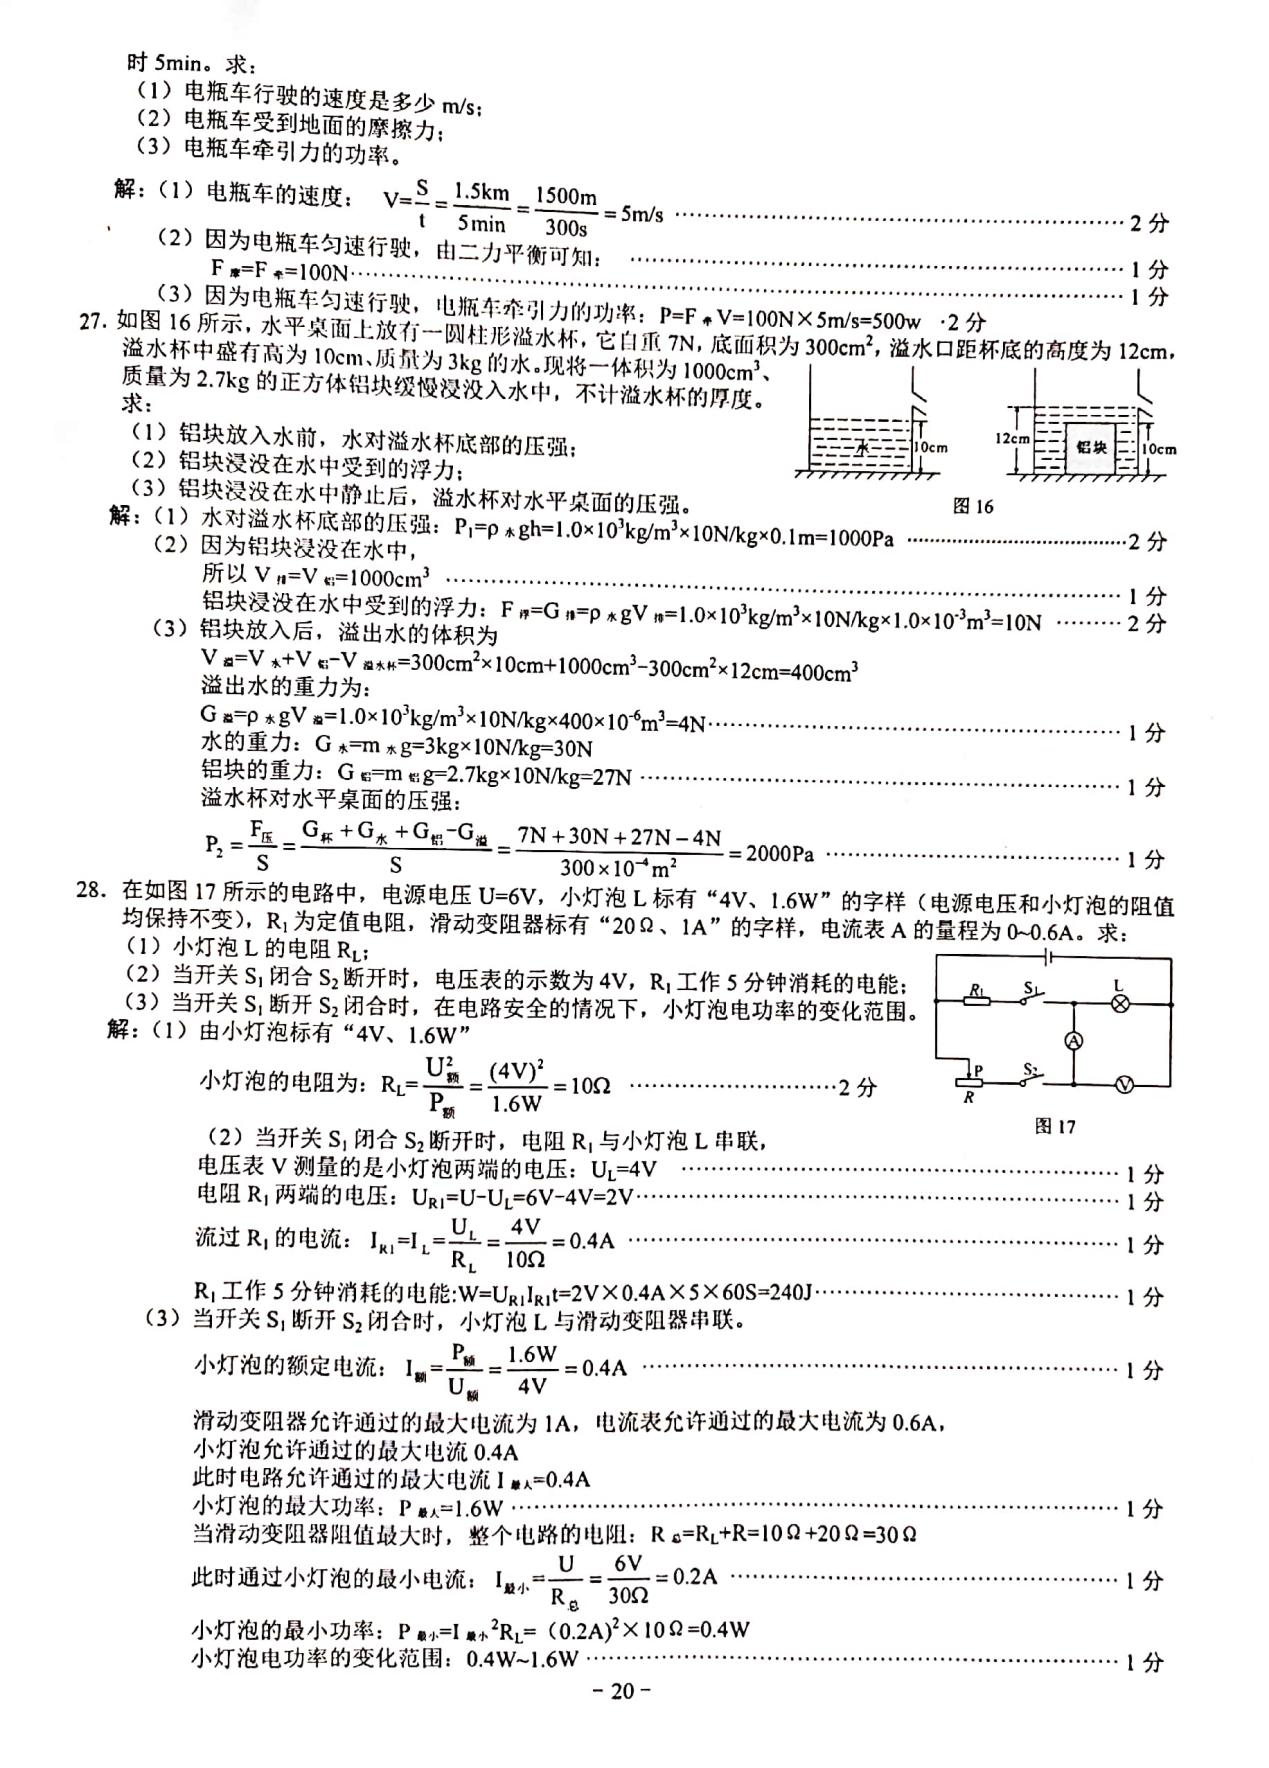 时 5min。求：
（1）电瓶车行驶的速度是多少 m/s；
（2）电瓶车受到地面的摩擦力；
（3）电瓶车牵引力的功率。
解：（1）电瓶车的速度： V=S/t=1.5km/5min=1500m/300s=5m/s ……2 分
（2）因为电瓶车匀速行驶，由二力平衡可知： ……1 分
F摩=F牵=100N……1 分
（3）因为电瓶车匀速行驶，电瓶车牵引力的功率：P=F牵V=100N×5m/s=500w ·2 分
27. 如图 16 所示，水平桌面上放有一圆柱形溢水杯，它自重 7N，底面积为 300cm²，溢水口距杯底的高度为 12cm，
溢水杯中盛有高为 10cm、质量为 3kg 的水。现将一体积为 1000cm³、
质量为 2.7kg 的正方体铝块缓慢浸没入水中，不计溢水杯的厚度。
求：
（1）铝块放入水前，水对溢水杯底部的压强；
（2）铝块浸没在水中受到的浮力；
（3）铝块浸没在水中静止后，溢水杯对水平桌面的压强。
水 10cm 12cm 铝块 10cm
图 16
解：（1）水对溢水杯底部的压强：P₁=ρ水gh=1.0×10³kg/m³×10N/kg×0.1m=1000Pa ……2 分
（2）因为铝块浸没在水中，
所以 V排=V铝=1000cm³ ……1 分
铝块浸没在水中受到的浮力：F浮=G排=ρ水gV排=1.0×10³kg/m³×10N/kg×1.0×10⁻³m³=10N ……2 分
（3）铝块放入后，溢出水的体积为
V溢=V水+V铝-V溢水杯=300cm²×10cm+1000cm³-300cm²×12cm=400cm³
溢出水的重力为：
G溢=ρ水gV溢=1.0×10³kg/m³×10N/kg×400×10⁻⁶m³=4N……1 分
水的重力：G水=m水g=3kg×10N/kg=30N
铝块的重力：G铝=m铝g=2.7kg×10N/kg=27N ……1 分
溢水杯对水平桌面的压强：
P₂=F压/S=(G杯+G水+G铝-G溢)/S=(7N+30N+27N-4N)/(300×10⁻⁴m²)=2000Pa ……1 分
28. 在如图 17 所示的电路中，电源电压 U=6V，小灯泡 L 标有“4V、1.6W”的字样（电源电压和小灯泡的阻值
均保持不变），R₁ 为定值电阻，滑动变阻器标有“20Ω、1A”的字样，电流表 A 的量程为 0~0.6A。求：
（1）小灯泡 L 的电阻 R_L；
（2）当开关 S₁ 闭合 S₂ 断开时，电压表的示数为 4V，R₁ 工作 5 分钟消耗的电能；
（3）当开关 S₁ 断开 S₂ 闭合时，在电路安全的情况下，小灯泡电功率的变化范围。
R₁ S₁ L A P R S₂ V
图 17
解：（1）由小灯泡标有“4V、1.6W”
小灯泡的电阻为：R_L=U²额/P额=(4V)²/1.6W=10Ω ……2 分
（2）当开关 S₁ 闭合 S₂ 断开时，电阻 R₁ 与小灯泡 L 串联，
电压表 V 测量的是小灯泡两端的电压：U_L=4V ……1 分
电阻 R₁ 两端的电压：U_R1=U-U_L=6V-4V=2V……1 分
流过 R₁ 的电流：I_R1=I_L=U_L/R_L=4V/10Ω=0.4A ……1 分
R₁ 工作 5 分钟消耗的电能:W=U_R1I_R1t=2V×0.4A×5×60S=240J……1 分
（3）当开关 S₁ 断开 S₂ 闭合时，小灯泡 L 与滑动变阻器串联。
小灯泡的额定电流：I额=P额/U额=1.6W/4V=0.4A ……1 分
滑动变阻器允许通过的最大电流为 1A，电流表允许通过的最大电流为 0.6A，
小灯泡允许通过的最大电流 0.4A
此时电路允许通过的最大电流 I最大=0.4A
小灯泡的最大功率：P最大=1.6W ……1 分
当滑动变阻器阻值最大时，整个电路的电阻：R总=R_L+R=10Ω+20Ω=30Ω
此时通过小灯泡的最小电流：I最小=U/R总=6V/30Ω=0.2A ……1 分
小灯泡的最小功率：P最小=I最小²R_L=（0.2A)²×10Ω=0.4W
小灯泡电功率的变化范围：0.4W~1.6W ……1 分
- 20 -